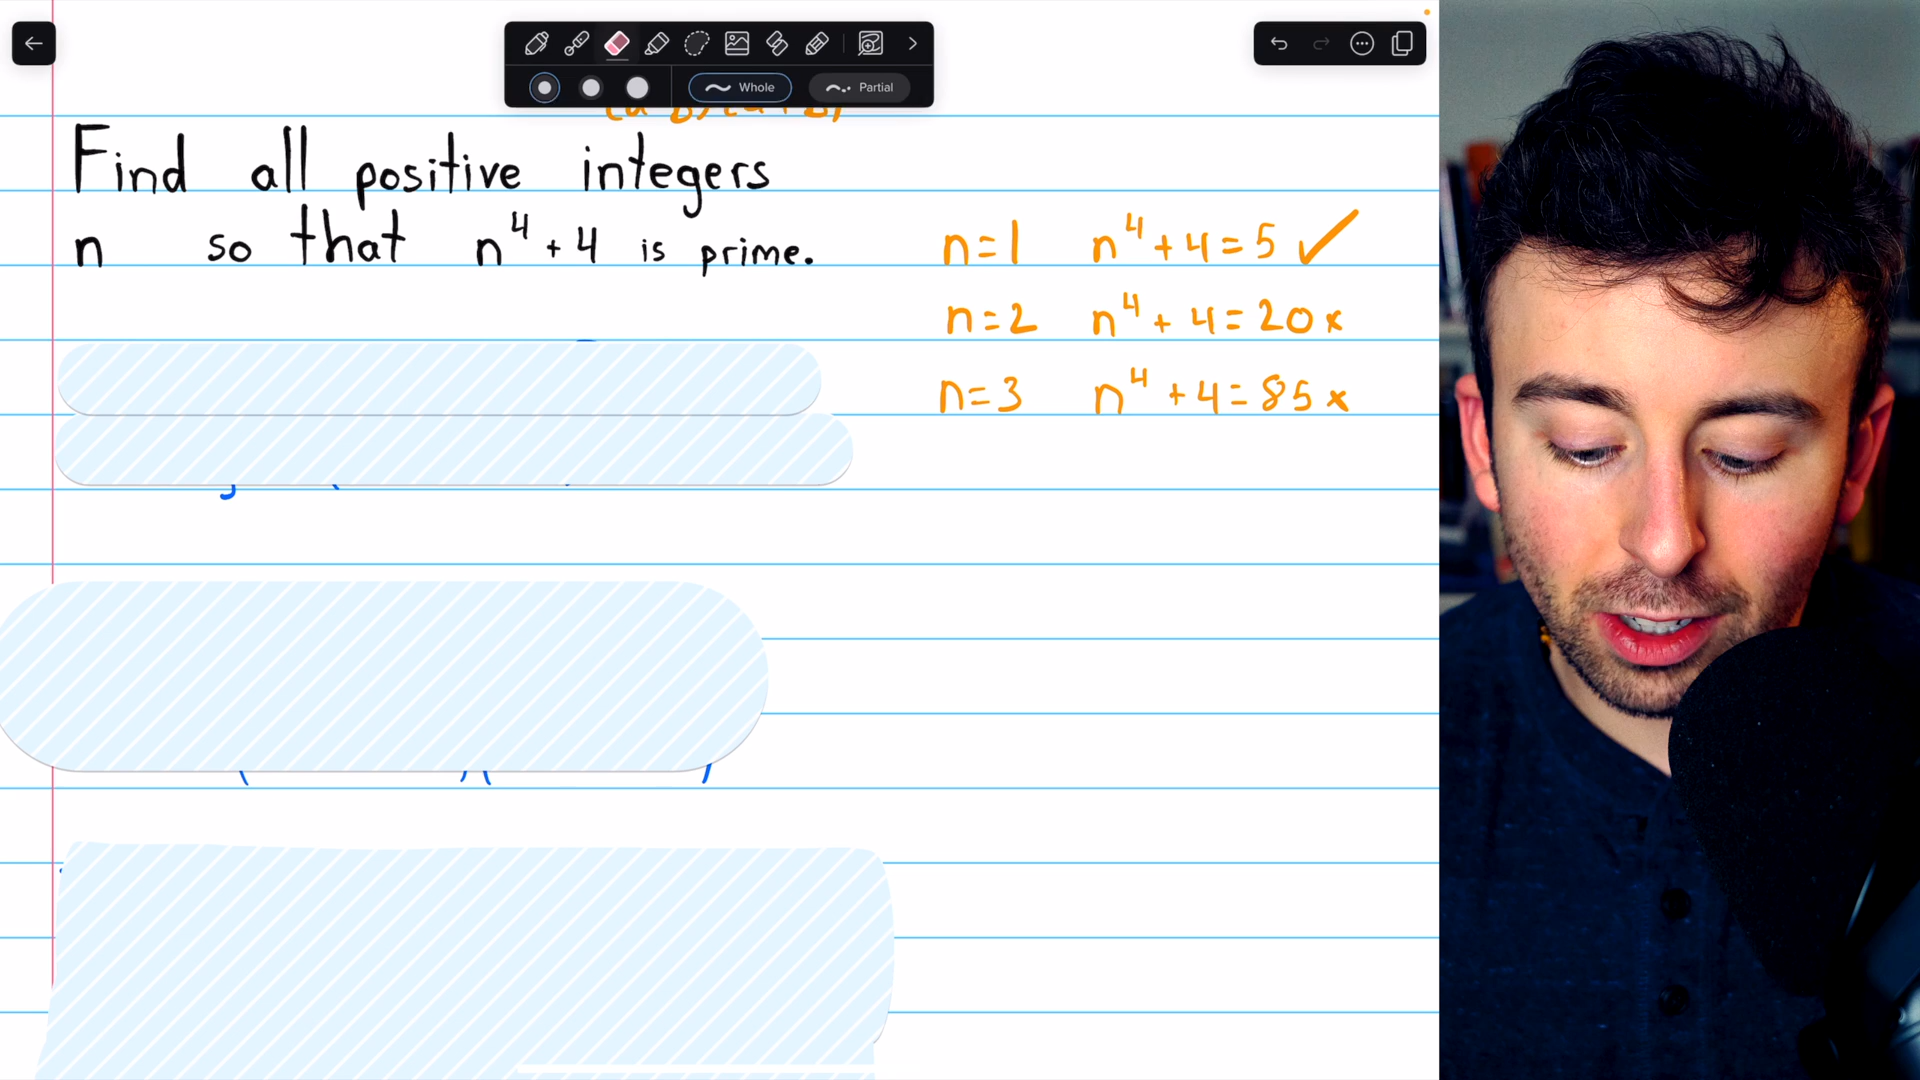 Whole Partial
Find all positive integers
n so that n⁴ + 4 is prime.
n=1 n⁴ + 4 = 5 ✓
n=2 n⁴ + 4 = 20 x
n=3 n⁴ + 4 = 85 x